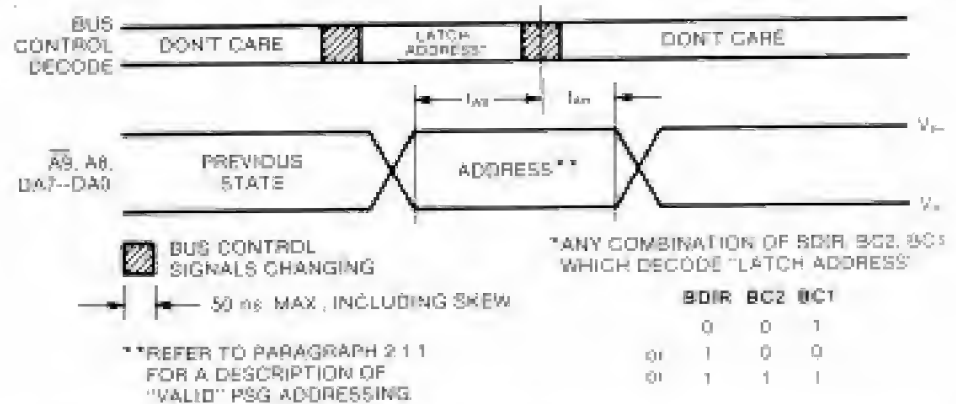 BUS
CONTROL
DECODE
DON'T CARE
LATCH
ADDRESS*
DON'T CARE
tAS
tAH
A9, A8,
DA7--DA0
PREVIOUS
STATE
ADDRESS**
BUS CONTROL
SIGNALS CHANGING
50 ns MAX., INCLUDING SKEW
**REFER TO PARAGRAPH 2.1.1
FOR A DESCRIPTION OF
"VALID" PSG ADDRESSING
*ANY COMBINATION OF BDIR, BC2, BC1
WHICH DECODE "LATCH ADDRESS"
BDIR BC2 BC1
0 0 1
or 1 0 0
or 1 1 1